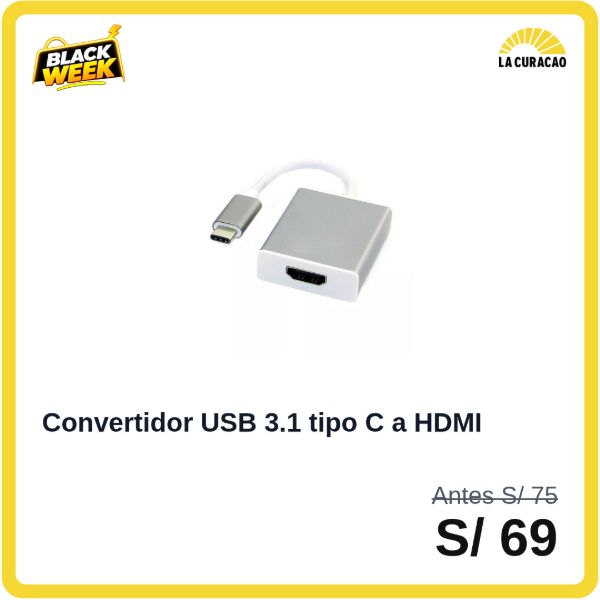 BLACK
WEEK
LA CURACAO
Convertidor USB 3.1 tipo C a HDMI
Antes S/ 75
S/ 69